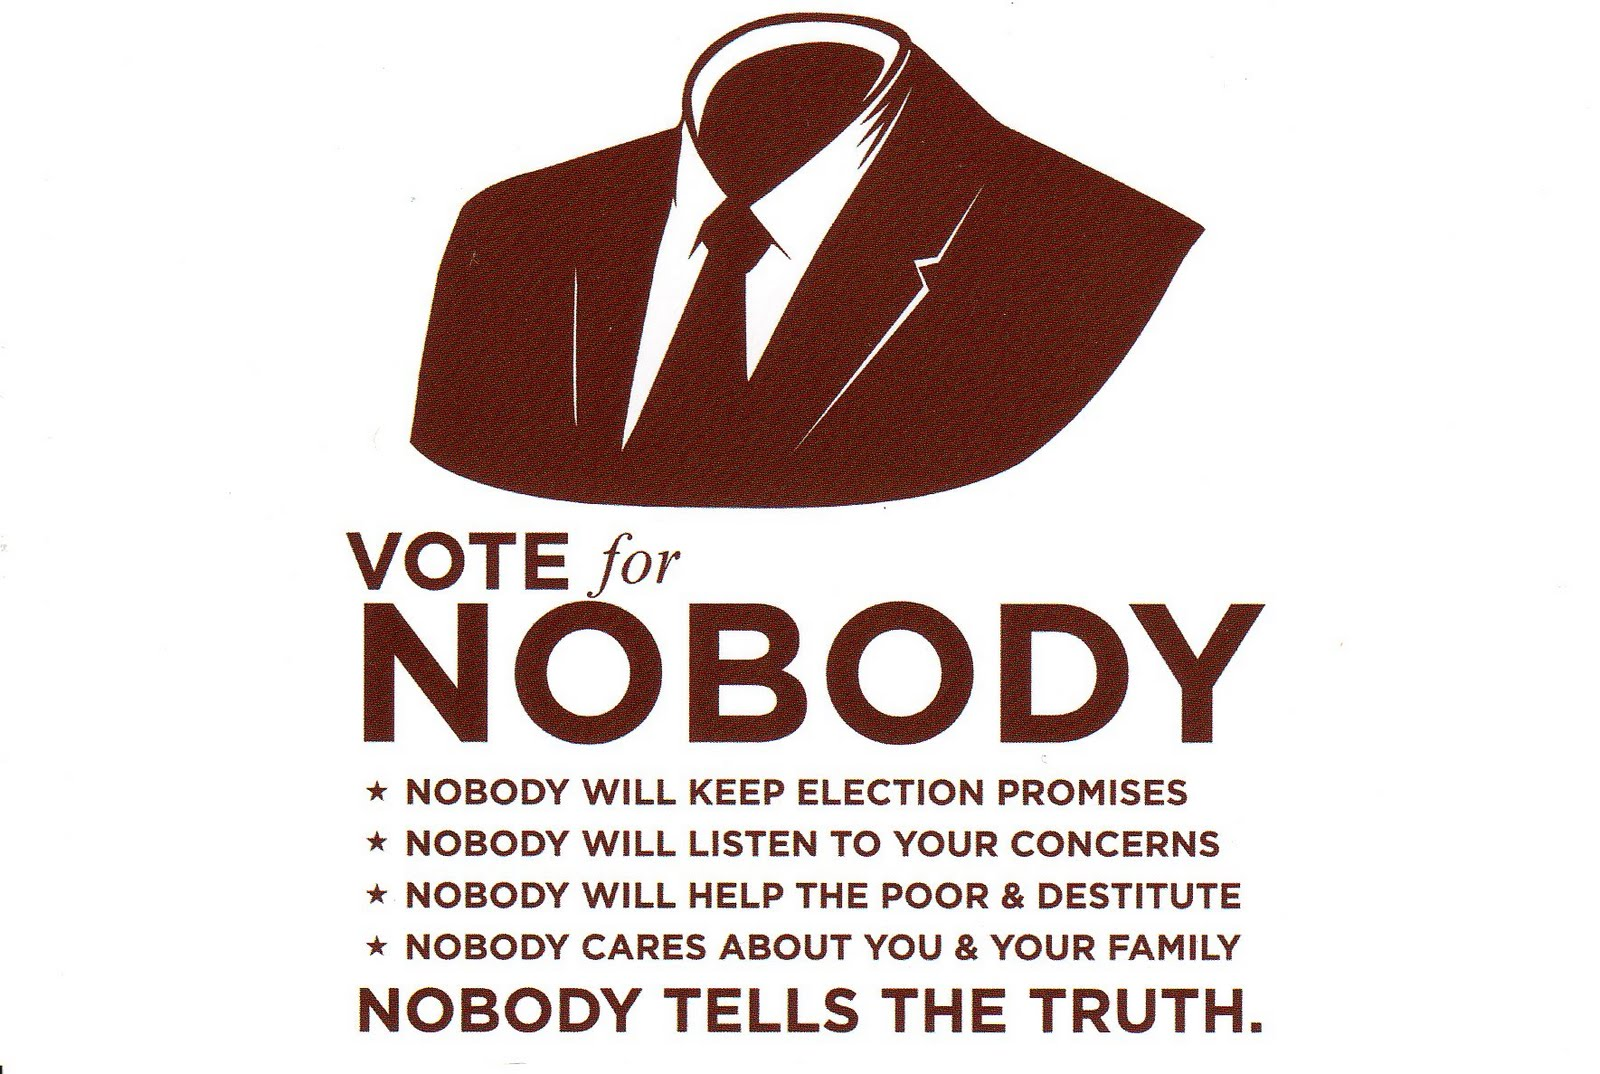 VOTE for
NOBODY
★ NOBODY WILL KEEP ELECTION PROMISES
★ NOBODY WILL LISTEN TO YOUR CONCERNS
★ NOBODY WILL HELP THE POOR & DESTITUTE
★ NOBODY CARES ABOUT YOU & YOUR FAMILY
NOBODY TELLS THE TRUTH.